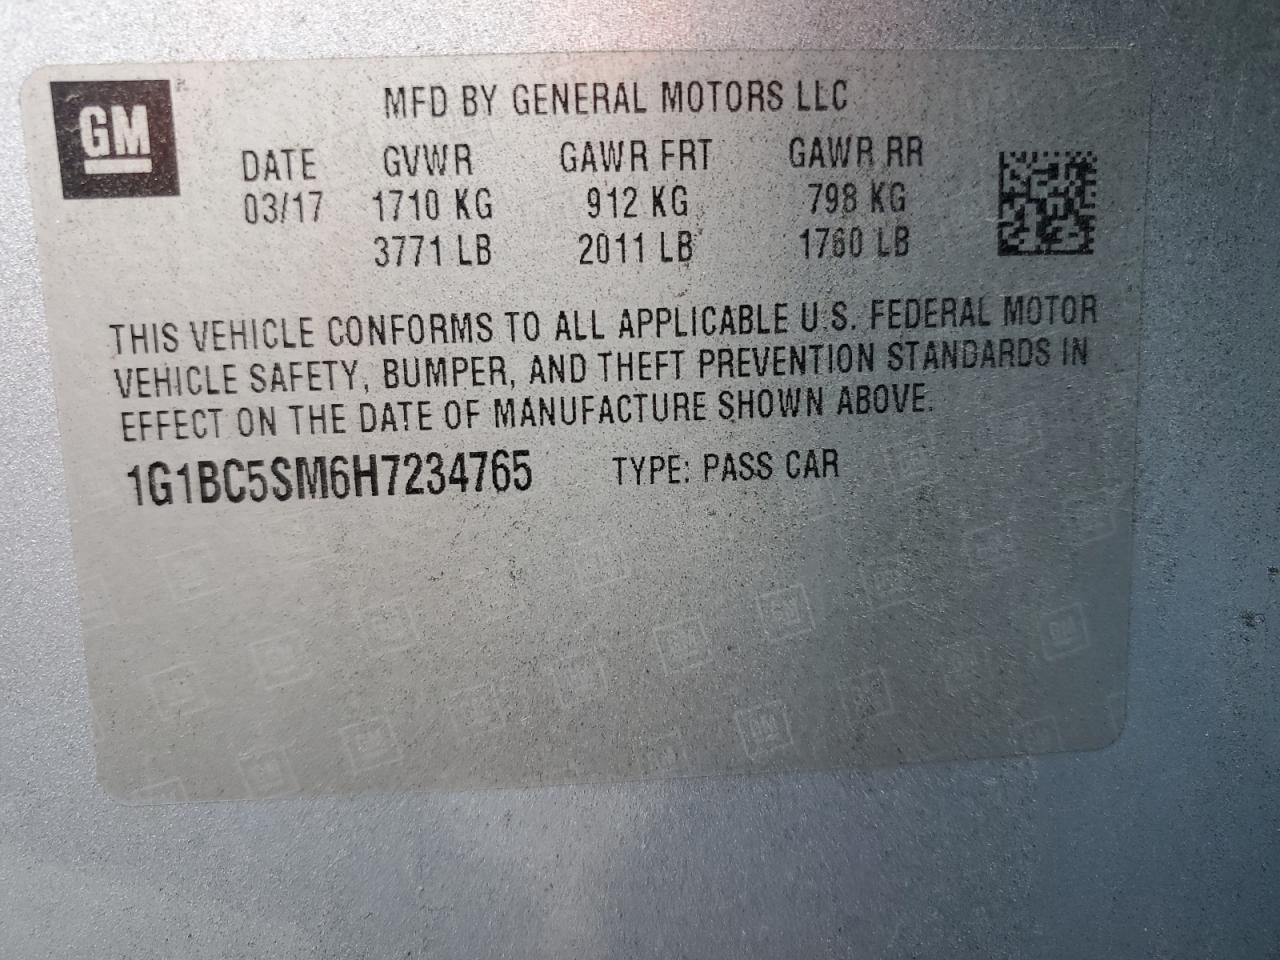 GM
MFD BY GENERAL MOTORS LLC
DATE GVWR GAWR FRT GAWR RR
03/17 1710 KG 912 KG 798 KG
3771 LB 2011 LB 1760 LB
THIS VEHICLE CONFORMS TO ALL APPLICABLE U.S. FEDERAL MOTOR
VEHICLE SAFETY, BUMPER, AND THEFT PREVENTION STANDARDS IN
EFFECT ON THE DATE OF MANUFACTURE SHOWN ABOVE.
1G1BC5SM6H7234765 TYPE: PASS CAR